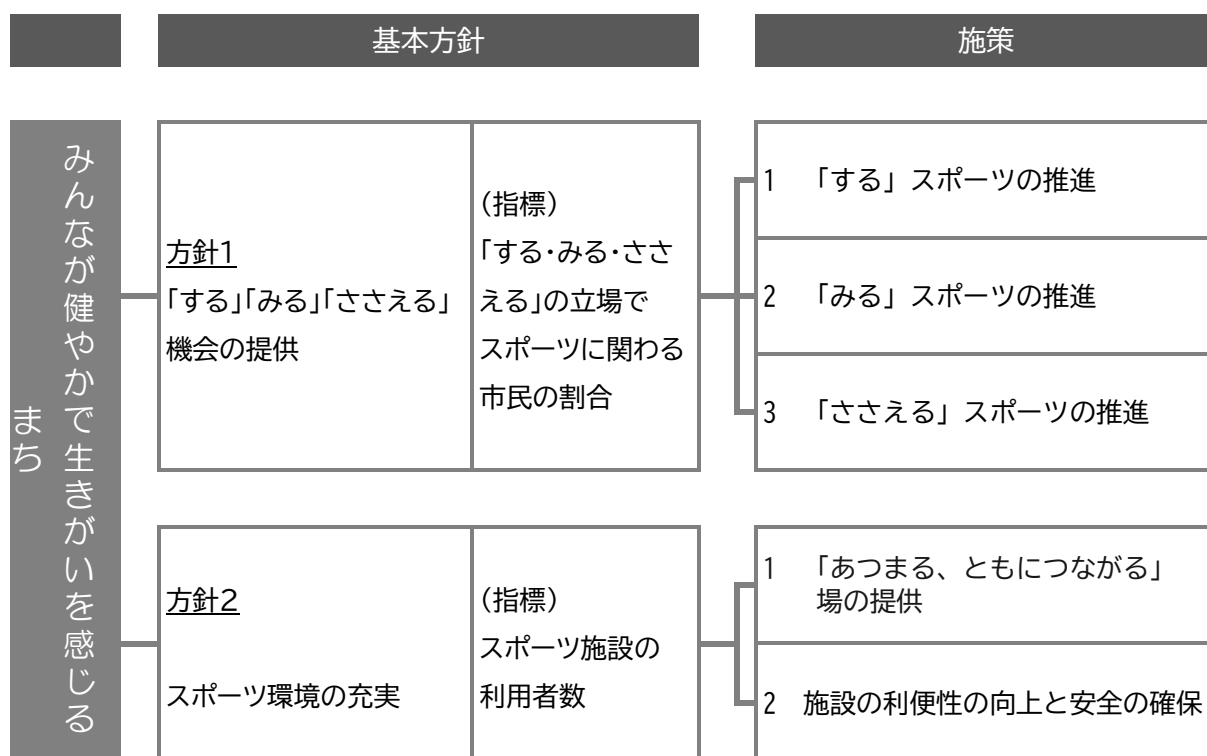 基本方針
施策
みんなが健やかで生きがいを感じる
まち
方針1
「する」「みる」「ささえる」
機会の提供
(指標)
「する・みる・ささ
える」の立場で
スポーツに関わる
市民の割合
1 「する」スポーツの推進
2 「みる」スポーツの推進
3 「ささえる」スポーツの推進
方針2
スポーツ環境の充実
(指標)
スポーツ施設の
利用者数
1 「あつまる、ともにつながる」
場の提供
2 施設の利便性の向上と安全の確保